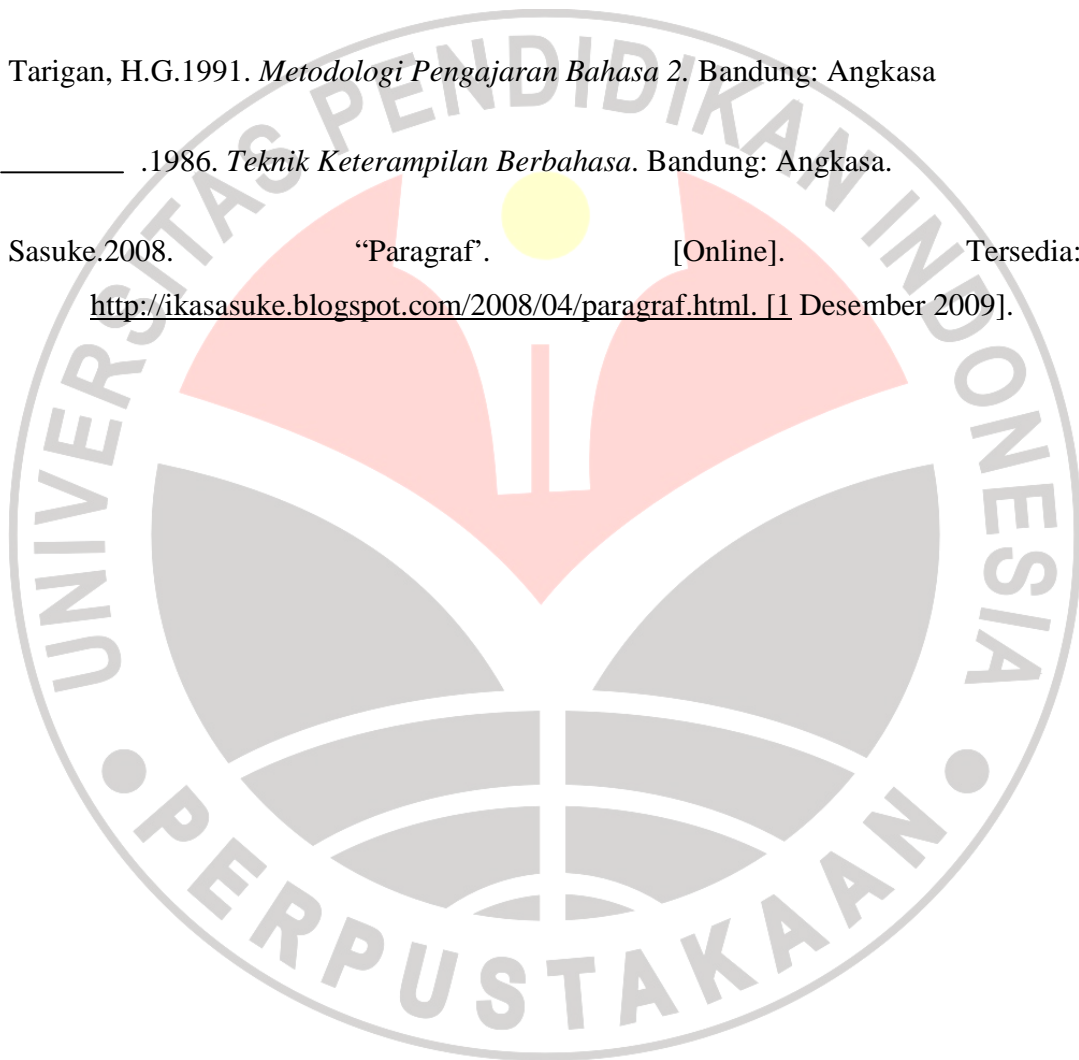 Tarigan, H.G.1991. Metodologi Pengajaran Bahasa 2. Bandung: Angkasa
________ .1986. Teknik Keterampilan Berbahasa. Bandung: Angkasa.
Sasuke.2008. “Paragraf’. [Online]. Tersedia:
http://ikasasuke.blogspot.com/2008/04/paragraf.html. [1 Desember 2009].
UNIVERSITAS PENDIDIKAN INDONESIA
PERPUSTAKAAN